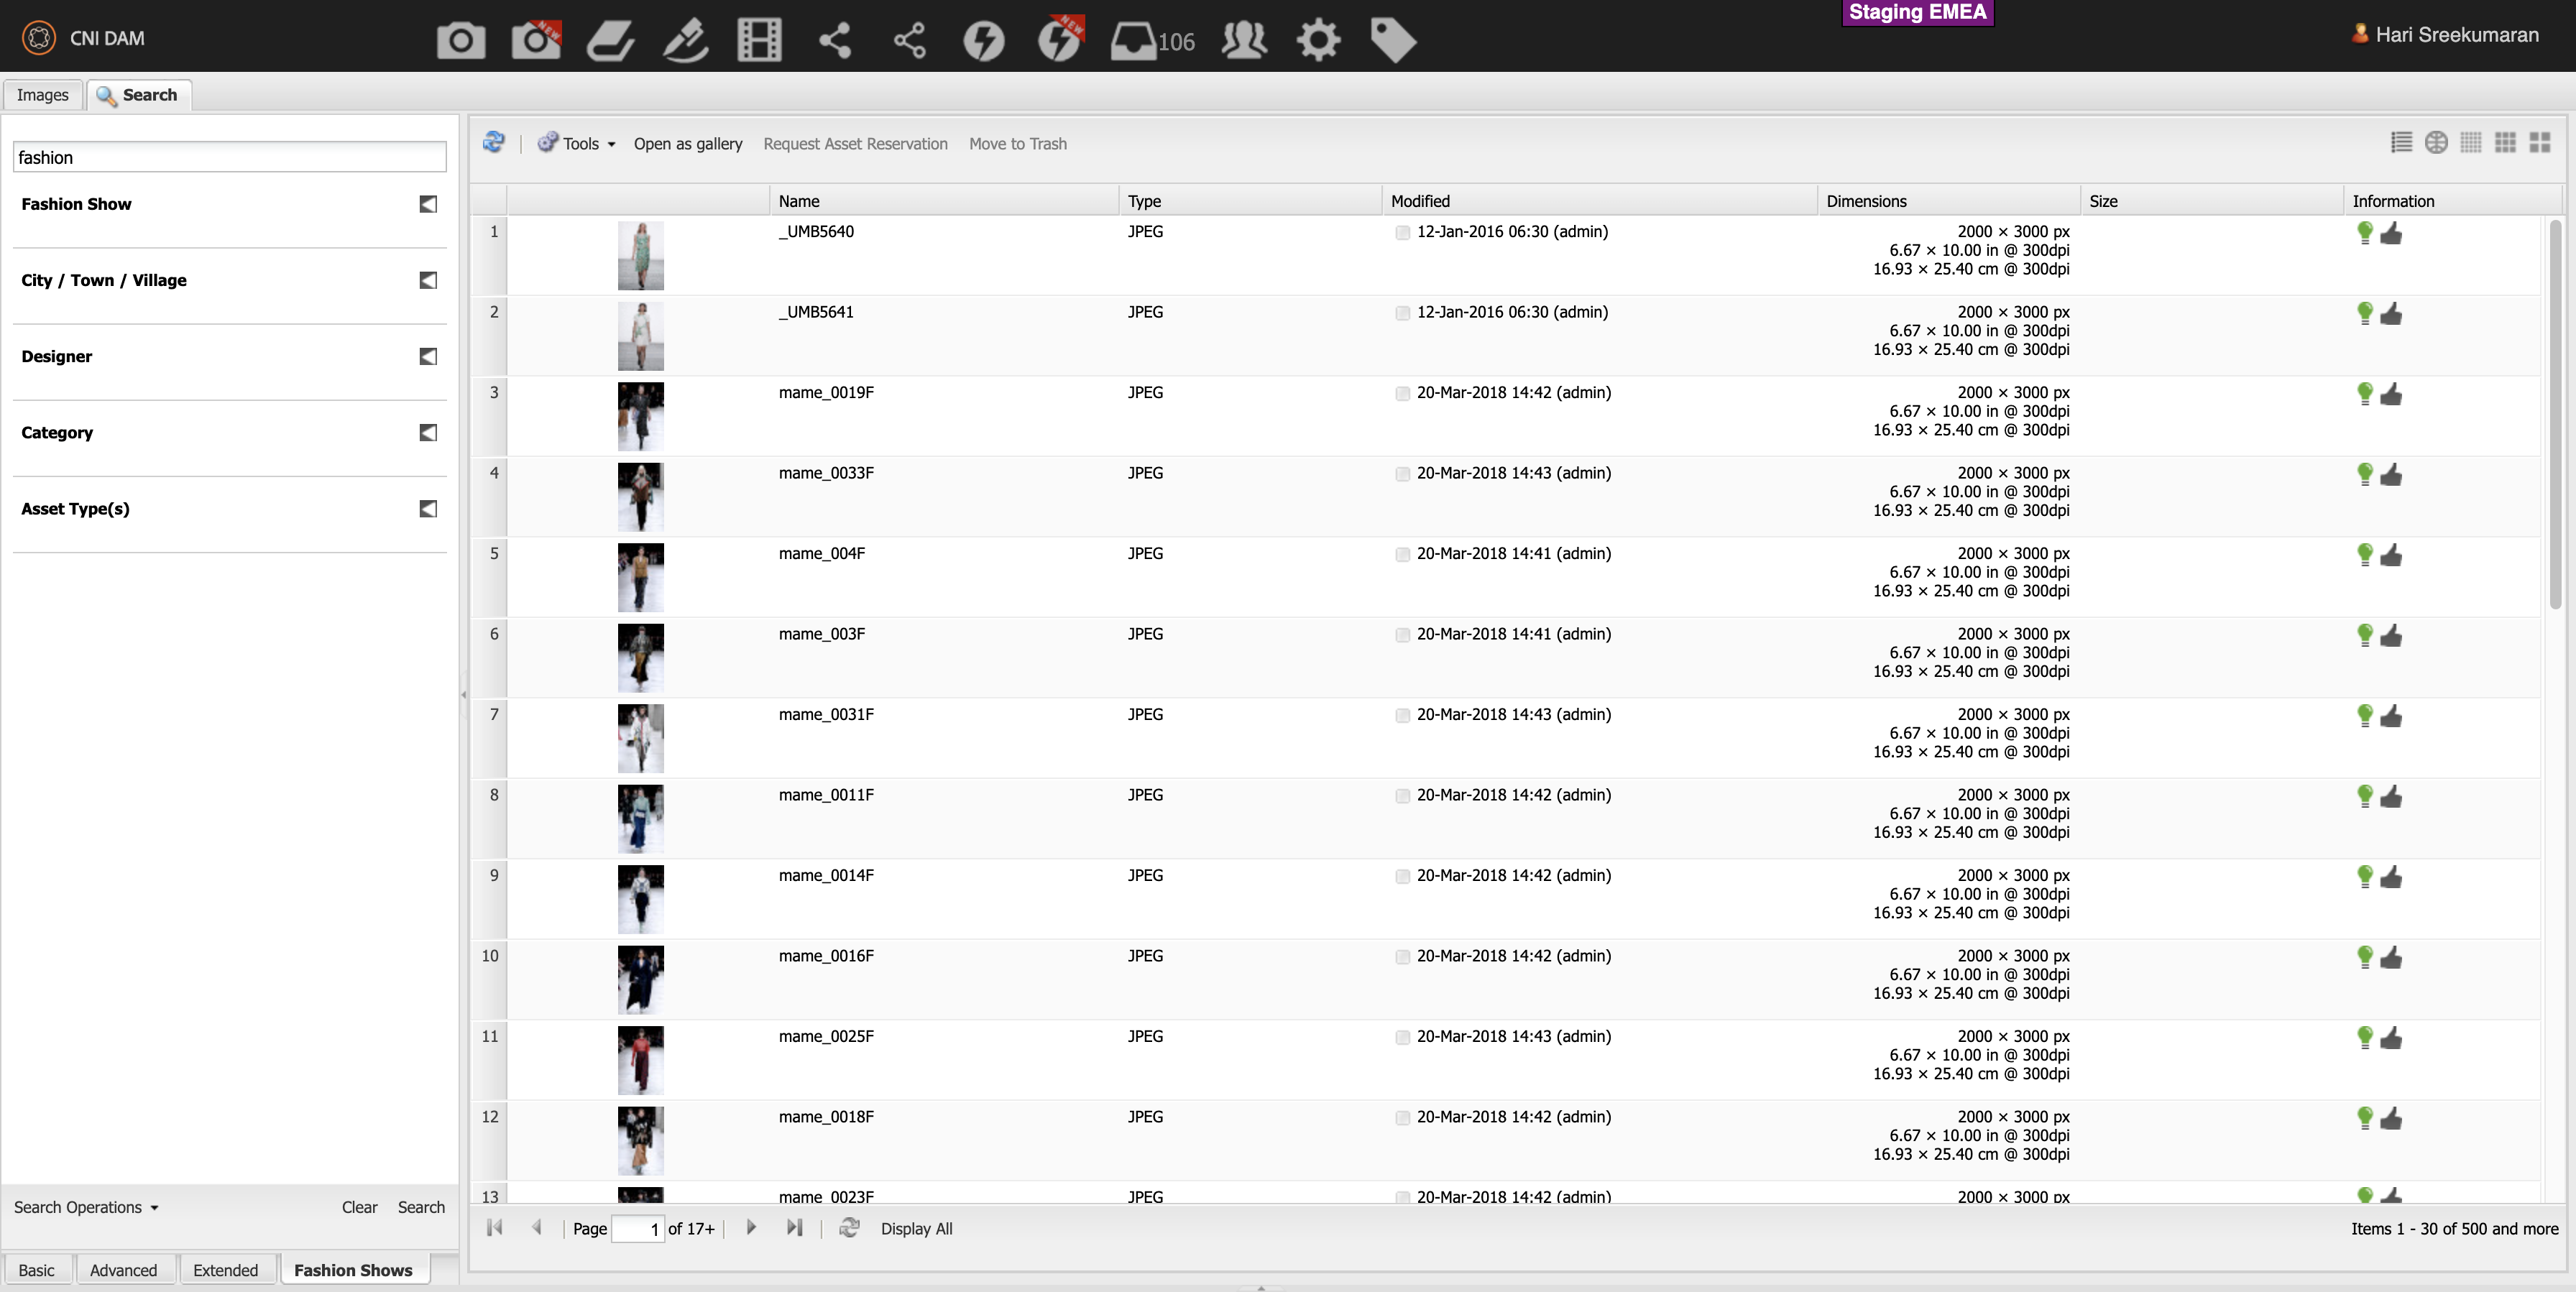 CNI DAM
NEW
NEW
106
Staging EMEA
Hari Sreekumaran
Images
Search
fashion
Fashion Show
City / Town / Village
Designer
Category
Asset Type(s)
Search Operations
Clear
Search
Basic
Advanced
Extended
Fashion Shows
Tools
Open as gallery
Request Asset Reservation
Move to Trash
Name Type Modified Dimensions Size Information
1 _UMB5640 JPEG 12-Jan-2016 06:30 (admin) 2000 × 3000 px
6.67 × 10.00 in @ 300dpi
16.93 × 25.40 cm @ 300dpi
2 _UMB5641 JPEG 12-Jan-2016 06:30 (admin) 2000 × 3000 px
6.67 × 10.00 in @ 300dpi
16.93 × 25.40 cm @ 300dpi
3 mame_0019F JPEG 20-Mar-2018 14:42 (admin) 2000 × 3000 px
6.67 × 10.00 in @ 300dpi
16.93 × 25.40 cm @ 300dpi
4 mame_0033F JPEG 20-Mar-2018 14:43 (admin) 2000 × 3000 px
6.67 × 10.00 in @ 300dpi
16.93 × 25.40 cm @ 300dpi
5 mame_004F JPEG 20-Mar-2018 14:41 (admin) 2000 × 3000 px
6.67 × 10.00 in @ 300dpi
16.93 × 25.40 cm @ 300dpi
6 mame_003F JPEG 20-Mar-2018 14:41 (admin) 2000 × 3000 px
6.67 × 10.00 in @ 300dpi
16.93 × 25.40 cm @ 300dpi
7 mame_0031F JPEG 20-Mar-2018 14:43 (admin) 2000 × 3000 px
6.67 × 10.00 in @ 300dpi
16.93 × 25.40 cm @ 300dpi
8 mame_0011F JPEG 20-Mar-2018 14:42 (admin) 2000 × 3000 px
6.67 × 10.00 in @ 300dpi
16.93 × 25.40 cm @ 300dpi
9 mame_0014F JPEG 20-Mar-2018 14:42 (admin) 2000 × 3000 px
6.67 × 10.00 in @ 300dpi
16.93 × 25.40 cm @ 300dpi
10 mame_0016F JPEG 20-Mar-2018 14:42 (admin) 2000 × 3000 px
6.67 × 10.00 in @ 300dpi
16.93 × 25.40 cm @ 300dpi
11 mame_0025F JPEG 20-Mar-2018 14:43 (admin) 2000 × 3000 px
6.67 × 10.00 in @ 300dpi
16.93 × 25.40 cm @ 300dpi
12 mame_0018F JPEG 20-Mar-2018 14:42 (admin) 2000 × 3000 px
6.67 × 10.00 in @ 300dpi
16.93 × 25.40 cm @ 300dpi
13 mame_0023F JPEG 20-Mar-2018 14:42 (admin) 2000 × 3000 px
Page 1 of 17+ Display All
Items 1 - 30 of 500 and more